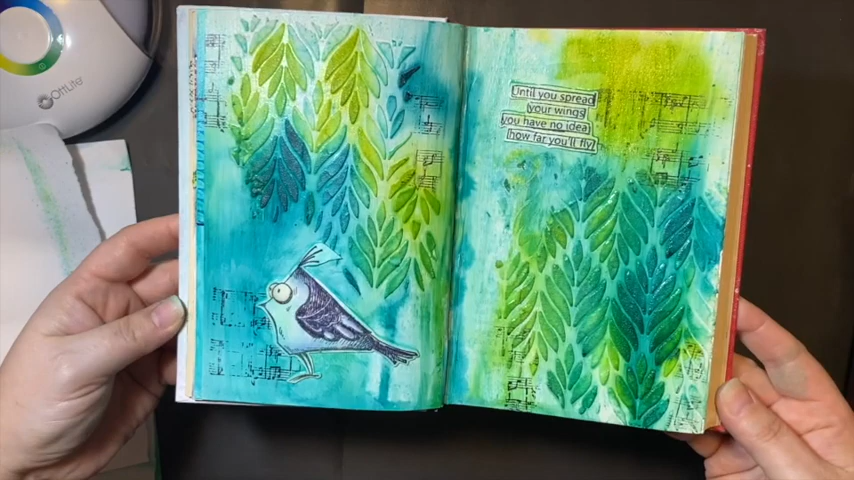 OttLite
Until you spread
your wings
you have no idea
how far you'll fly!